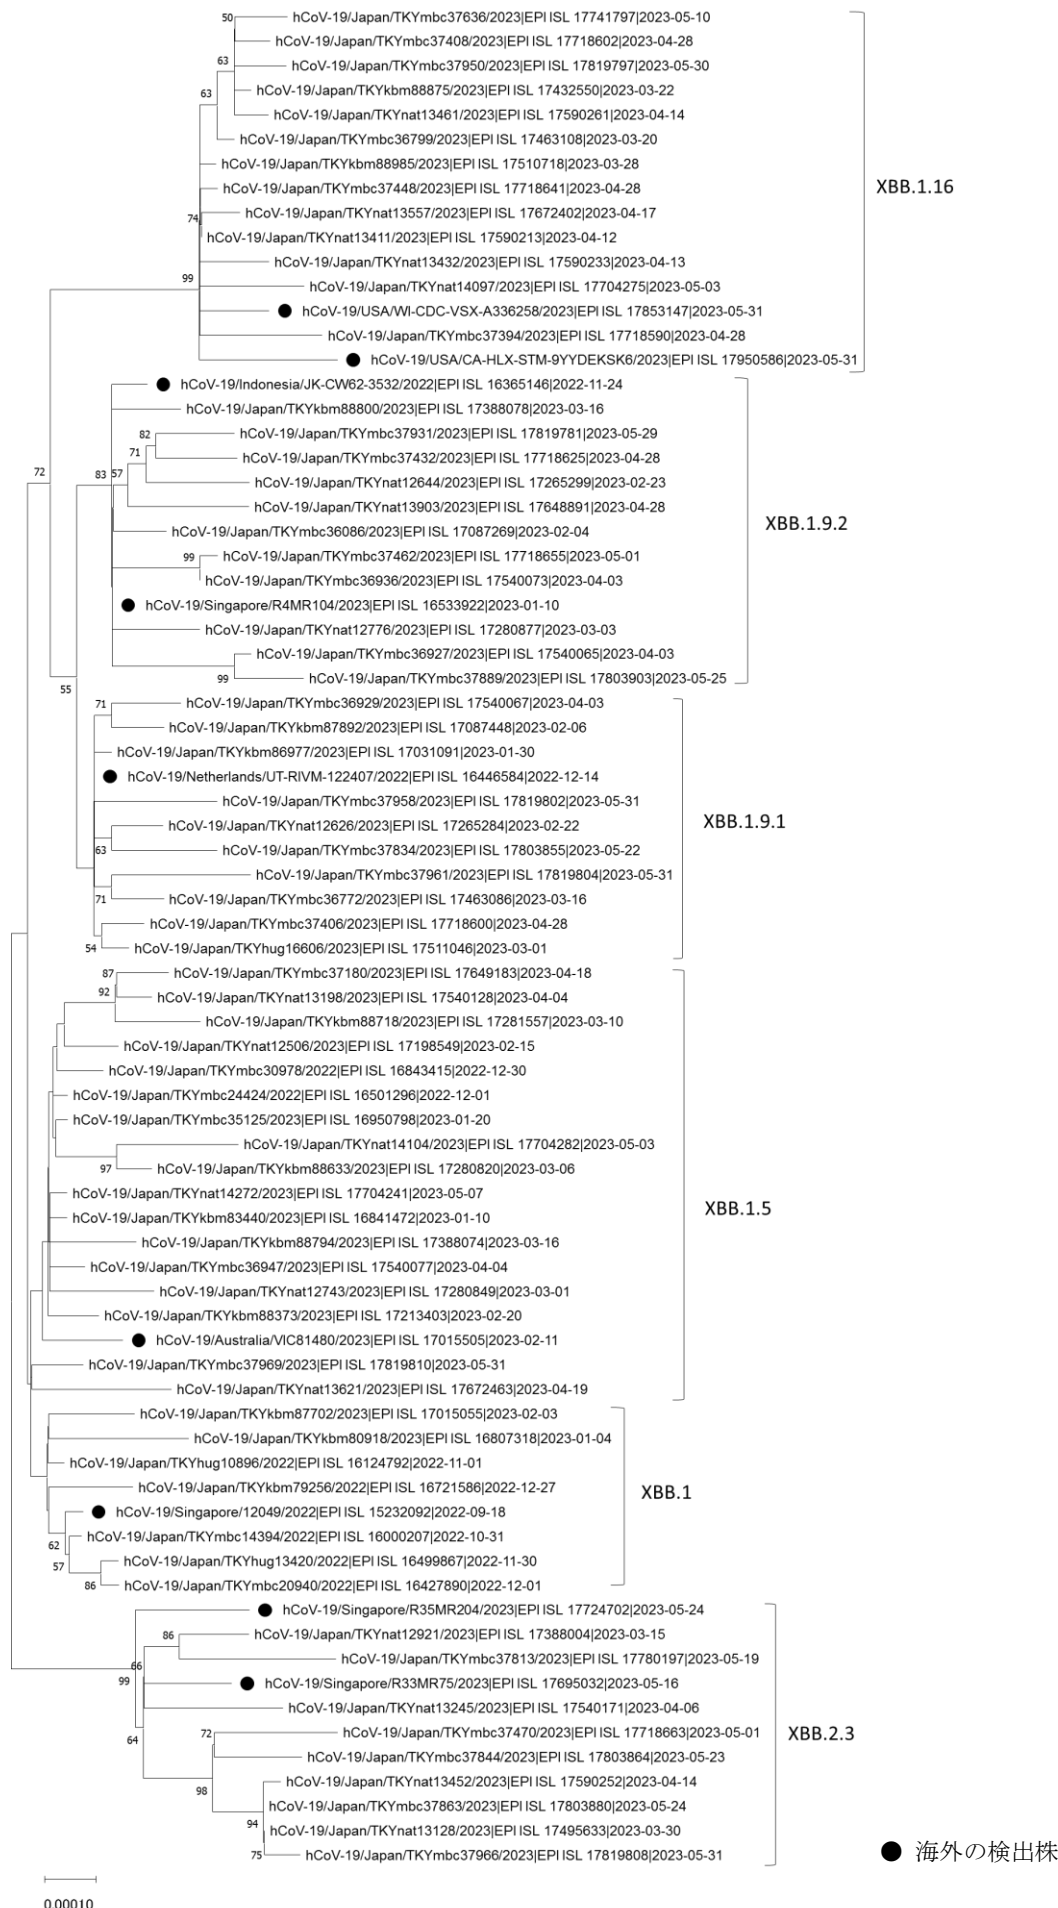 hCoV-19/Japan/TKYmbc37636/2023|EPI ISL 17741797|2023-05-10
50
hCoV-19/Japan/TKYmbc37408/2023|EPI ISL 17718602|2023-04-28
63
hCoV-19/Japan/TKYmbc37950/2023|EPI ISL 17819797|2023-05-30
63
hCoV-19/Japan/TKYkbm88875/2023|EPI ISL 17432550|2023-03-22
hCoV-19/Japan/TKYnat13461/2023|EPI ISL 17590261|2023-04-14
hCoV-19/Japan/TKYmbc36799/2023|EPI ISL 17463108|2023-03-20
hCoV-19/Japan/TKYkbm88985/2023|EPI ISL 17510718|2023-03-28
XBB.1.16
hCoV-19/Japan/TKYmbc37448/2023|EPI ISL 17718641|2023-04-28
74
hCoV-19/Japan/TKYnat13557/2023|EPI ISL 17672402|2023-04-17
hCoV-19/Japan/TKYnat13411/2023|EPI ISL 17590213|2023-04-12
hCoV-19/Japan/TKYnat13432/2023|EPI ISL 17590233|2023-04-13
99
hCoV-19/Japan/TKYnat14097/2023|EPI ISL 17704275|2023-05-03
hCoV-19/USA/WI-CDC-VSX-A336258/2023|EPI ISL 17853147|2023-05-31
hCoV-19/Japan/TKYmbc37394/2023|EPI ISL 17718590|2023-04-28
hCoV-19/USA/CA-HLX-STM-9YYDEKSK6/2023|EPI ISL 17950586|2023-05-31
hCoV-19/Indonesia/JK-CW62-3532/2022|EPI ISL 16365146|2022-11-24
hCoV-19/Japan/TKYkbm88800/2023|EPI ISL 17388078|2023-03-16
82
hCoV-19/Japan/TKYmbc37931/2023|EPI ISL 17819781|2023-05-29
71
hCoV-19/Japan/TKYmbc37432/2023|EPI ISL 17718625|2023-04-28
72
83
57
hCoV-19/Japan/TKYnat12644/2023|EPI ISL 17265299|2023-02-23
hCoV-19/Japan/TKYnat13903/2023|EPI ISL 17648891|2023-04-28
XBB.1.9.2
hCoV-19/Japan/TKYmbc36086/2023|EPI ISL 17087269|2023-02-04
99
hCoV-19/Japan/TKYmbc37462/2023|EPI ISL 17718655|2023-05-01
hCoV-19/Japan/TKYmbc36936/2023|EPI ISL 17540073|2023-04-03
hCoV-19/Singapore/R4MR104/2023|EPI ISL 16533922|2023-01-10
hCoV-19/Japan/TKYnat12776/2023|EPI ISL 17280877|2023-03-03
hCoV-19/Japan/TKYmbc36927/2023|EPI ISL 17540065|2023-04-03
99
hCoV-19/Japan/TKYmbc37889/2023|EPI ISL 17803903|2023-05-25
55
71
hCoV-19/Japan/TKYmbc36929/2023|EPI ISL 17540067|2023-04-03
hCoV-19/Japan/TKYkbm87892/2023|EPI ISL 17087448|2023-02-06
hCoV-19/Japan/TKYkbm86977/2023|EPI ISL 17031091|2023-01-30
hCoV-19/Netherlands/UT-RIVM-122407/2022|EPI ISL 16446584|2022-12-14
hCoV-19/Japan/TKYmbc37958/2023|EPI ISL 17819802|2023-05-31
XBB.1.9.1
hCoV-19/Japan/TKYnat12626/2023|EPI ISL 17265284|2023-02-22
63
hCoV-19/Japan/TKYmbc37834/2023|EPI ISL 17803855|2023-05-22
hCoV-19/Japan/TKYmbc37961/2023|EPI ISL 17819804|2023-05-31
71
hCoV-19/Japan/TKYmbc36772/2023|EPI ISL 17463086|2023-03-16
hCoV-19/Japan/TKYmbc37406/2023|EPI ISL 17718600|2023-04-28
54
hCoV-19/Japan/TKYhug16606/2023|EPI ISL 17511046|2023-03-01
87
hCoV-19/Japan/TKYmbc37180/2023|EPI ISL 17649183|2023-04-18
92
hCoV-19/Japan/TKYnat13198/2023|EPI ISL 17540128|2023-04-04
hCoV-19/Japan/TKYkbm88718/2023|EPI ISL 17281557|2023-03-10
hCoV-19/Japan/TKYnat12506/2023|EPI ISL 17198549|2023-02-15
hCoV-19/Japan/TKYmbc30978/2022|EPI ISL 16843415|2022-12-30
hCoV-19/Japan/TKYmbc24424/2022|EPI ISL 16501296|2022-12-01
hCoV-19/Japan/TKYmbc35125/2023|EPI ISL 16950798|2023-01-20
hCoV-19/Japan/TKYnat14104/2023|EPI ISL 17704282|2023-05-03
97
hCoV-19/Japan/TKYkbm88633/2023|EPI ISL 17280820|2023-03-06
hCoV-19/Japan/TKYnat14272/2023|EPI ISL 17704241|2023-05-07
XBB.1.5
hCoV-19/Japan/TKYkbm83440/2023|EPI ISL 16841472|2023-01-10
hCoV-19/Japan/TKYkbm88794/2023|EPI ISL 17388074|2023-03-16
hCoV-19/Japan/TKYmbc36947/2023|EPI ISL 17540077|2023-04-04
hCoV-19/Japan/TKYnat12743/2023|EPI ISL 17280849|2023-03-01
hCoV-19/Japan/TKYkbm88373/2023|EPI ISL 17213403|2023-02-20
hCoV-19/Australia/VIC81480/2023|EPI ISL 17015505|2023-02-11
hCoV-19/Japan/TKYmbc37969/2023|EPI ISL 17819810|2023-05-31
hCoV-19/Japan/TKYnat13621/2023|EPI ISL 17672463|2023-04-19
hCoV-19/Japan/TKYkbm87702/2023|EPI ISL 17015055|2023-02-03
hCoV-19/Japan/TKYkbm80918/2023|EPI ISL 16807318|2023-01-04
hCoV-19/Japan/TKYhug10896/2022|EPI ISL 16124792|2022-11-01
hCoV-19/Japan/TKYkbm79256/2022|EPI ISL 16721586|2022-12-27
XBB.1
hCoV-19/Singapore/12049/2022|EPI ISL 15232092|2022-09-18
hCoV-19/Japan/TKYmbc14394/2022|EPI ISL 16000207|2022-10-31
62
57
hCoV-19/Japan/TKYhug13420/2022|EPI ISL 16499867|2022-11-30
86
hCoV-19/Japan/TKYmbc20940/2022|EPI ISL 16427890|2022-12-01
hCoV-19/Singapore/R35MR204/2023|EPI ISL 17724702|2023-05-24
86
hCoV-19/Japan/TKYnat12921/2023|EPI ISL 17388004|2023-03-15
hCoV-19/Japan/TKYmbc37813/2023|EPI ISL 17780197|2023-05-19
66
99
hCoV-19/Singapore/R33MR75/2023|EPI ISL 17695032|2023-05-16
hCoV-19/Japan/TKYnat13245/2023|EPI ISL 17540171|2023-04-06
72
hCoV-19/Japan/TKYmbc37470/2023|EPI ISL 17718663|2023-05-01
XBB.2.3
64
hCoV-19/Japan/TKYmbc37844/2023|EPI ISL 17803864|2023-05-23
hCoV-19/Japan/TKYnat13452/2023|EPI ISL 17590252|2023-04-14
98
hCoV-19/Japan/TKYmbc37863/2023|EPI ISL 17803880|2023-05-24
94
hCoV-19/Japan/TKYnat13128/2023|EPI ISL 17495633|2023-03-30
75
hCoV-19/Japan/TKYmbc37966/2023|EPI ISL 17819808|2023-05-31
● 海外の検出株
0.00010